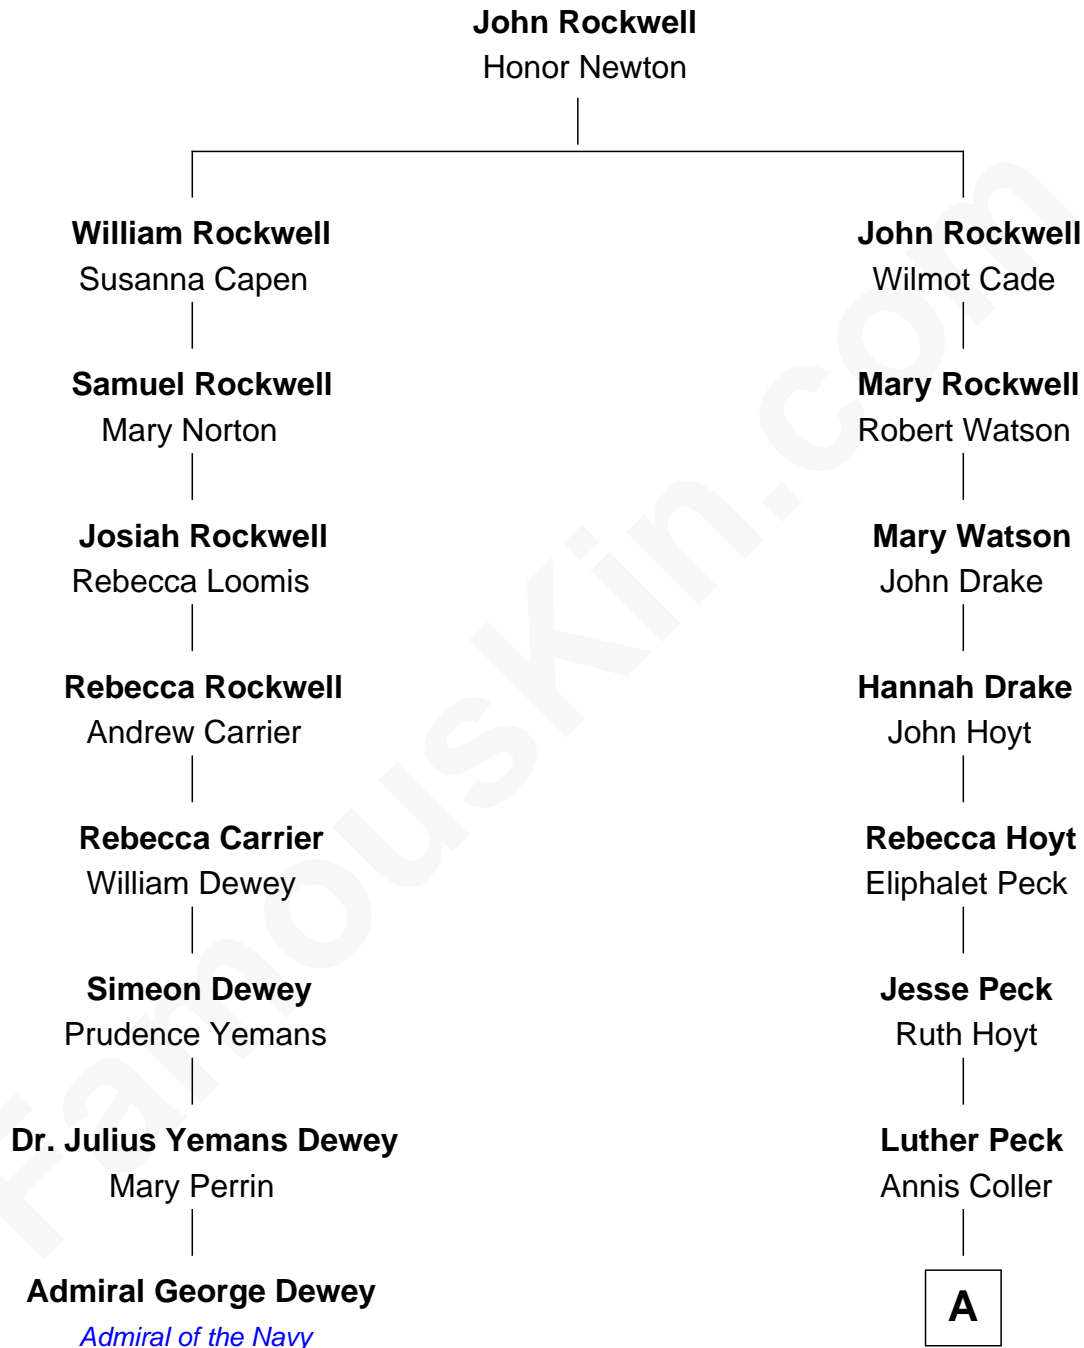 John Rockwell
Honor Newton
William Rockwell
Susanna Capen
John Rockwell
Wilmot Cade
Samuel Rockwell
Mary Norton
Mary Rockwell
Robert Watson
Josiah Rockwell
Rebecca Loomis
Mary Watson
John Drake
Rebecca Rockwell
Andrew Carrier
Hannah Drake
John Hoyt
Rebecca Carrier
William Dewey
Rebecca Hoyt
Eliphalet Peck
Simeon Dewey
Prudence Yemans
Jesse Peck
Ruth Hoyt
Dr. Julius Yemans Dewey
Mary Perrin
Luther Peck
Annis Coller
Admiral George Dewey
Admiral of the Navy
A
FamousKin.com